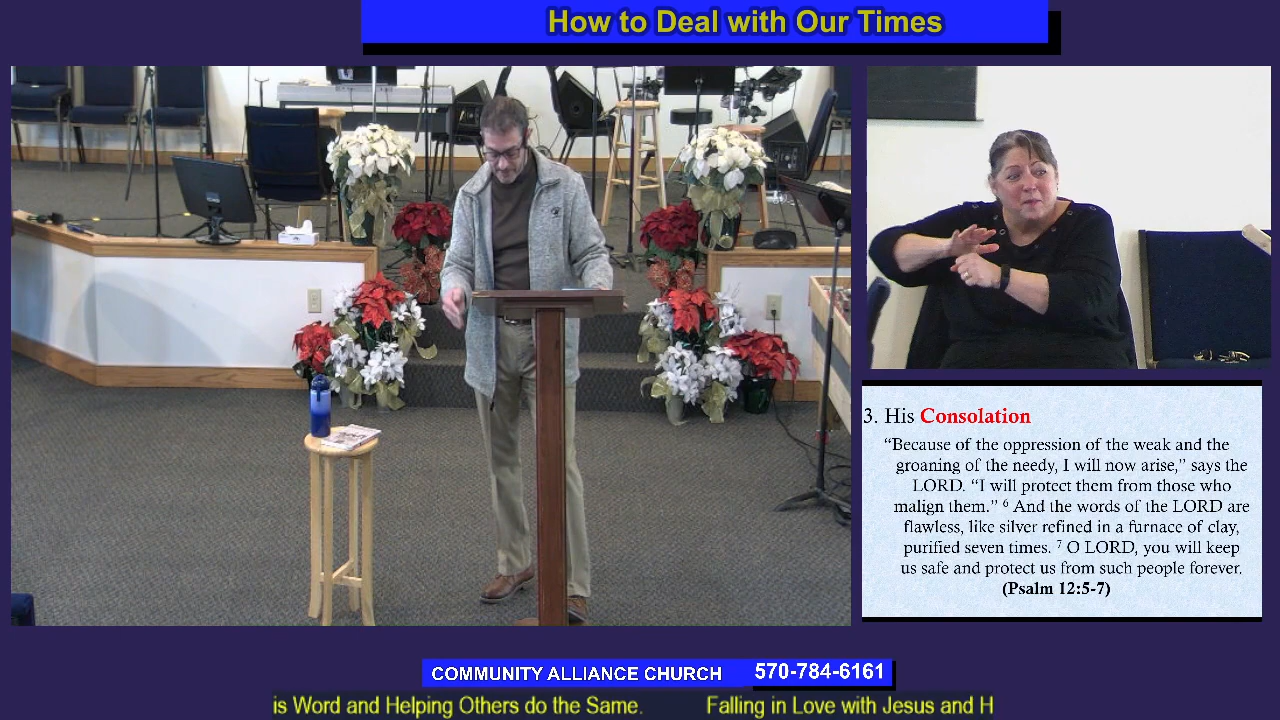 How to Deal with Our Times
3. His Consolation
“Because of the oppression of the weak and the
groaning of the needy, I will now arise,” says the
LORD. “I will protect them from those who
malign them.” 6 And the words of the LORD are
flawless, like silver refined in a furnace of clay,
purified seven times. 7 O LORD, you will keep
us safe and protect us from such people forever.
(Psalm 12:5-7)
COMMUNITY ALLIANCE CHURCH 570-784-6161
is Word and Helping Others do the Same. Falling in Love with Jesus and H